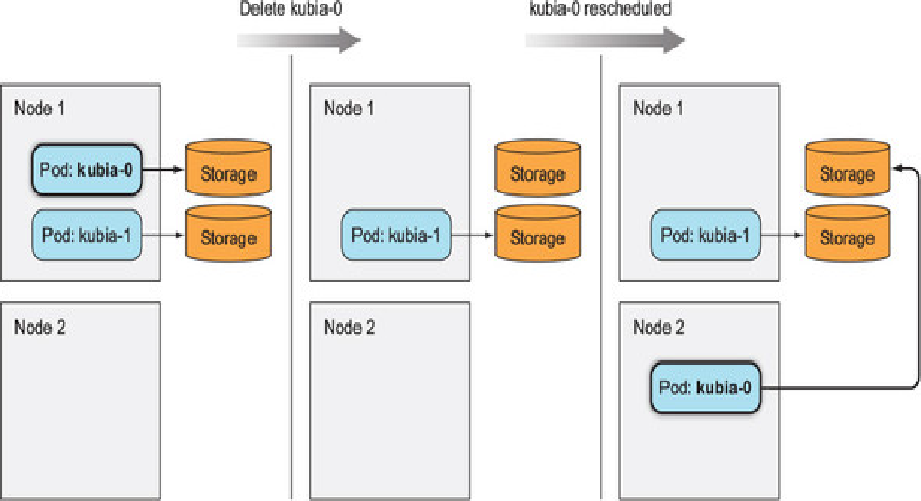 Delete kubia-0
kubia-0 rescheduled
Node 1
Pod: kubia-0
Storage
Pod: kubia-1
Storage
Node 2
Node 1
Storage
Pod: kubia-1
Storage
Node 2
Node 1
Storage
Pod: kubia-1
Storage
Node 2
Pod: kubia-0